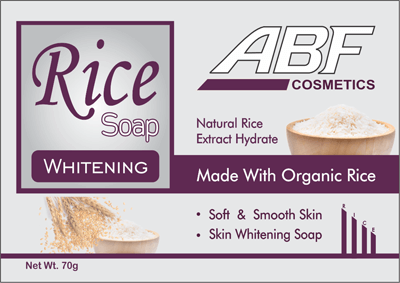 Rice
Soap
WHITENING
ABF
COSMETICS
Natural Rice
Extract Hydrate
Made With Organic Rice
• Soft & Smooth Skin
• Skin Whitening Soap
R I C E
Net Wt. 70g